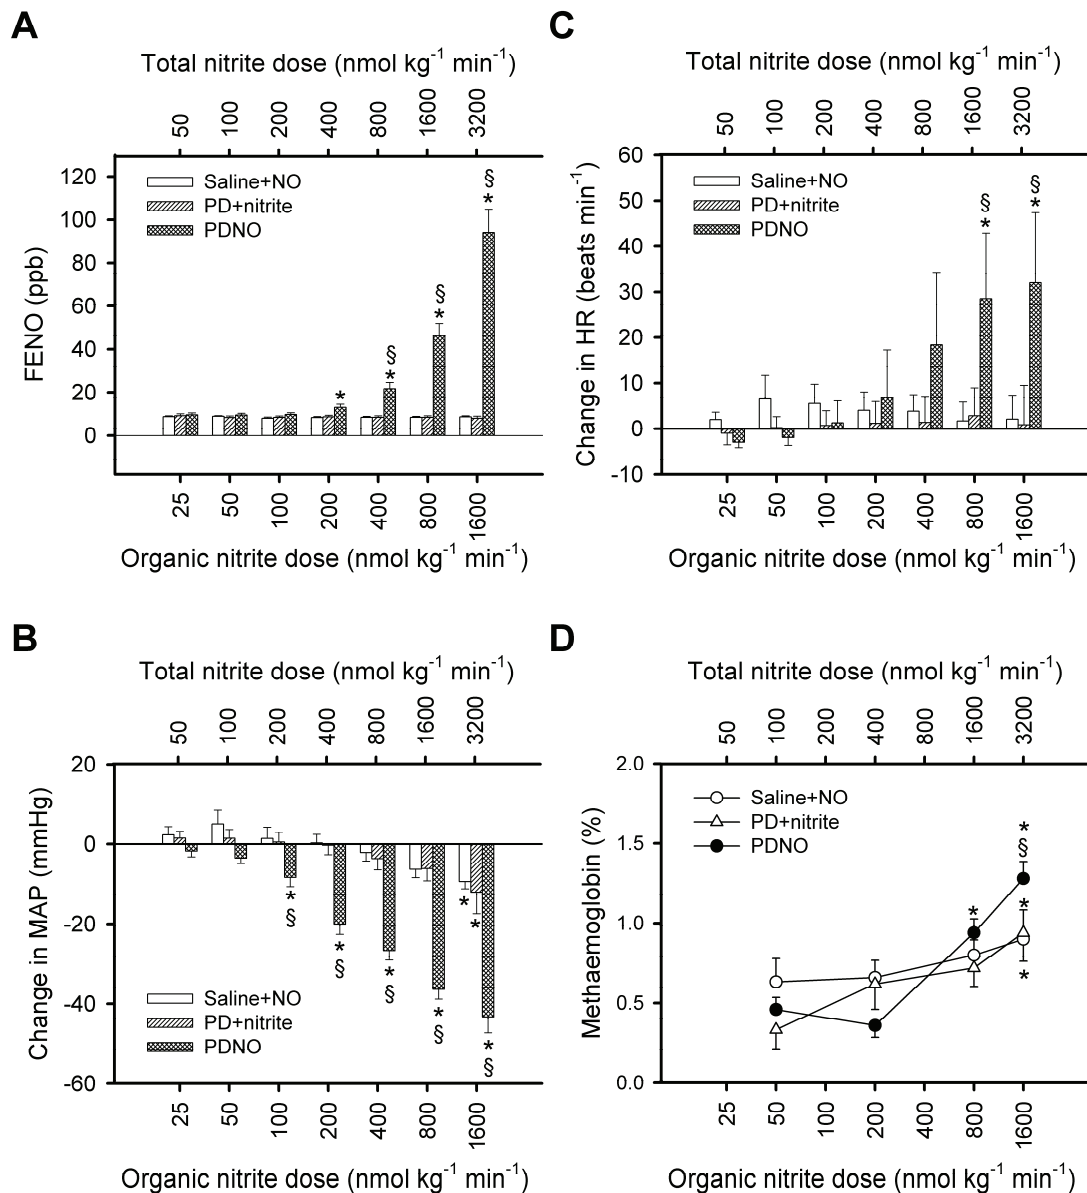 A
Total nitrite dose (nmol kg⁻¹ min⁻¹)
50 100 200 400 800 1600 3200
FENO (ppb)
120
100
80
60
40
20
0
Saline+NO
PD+nitrite
PDNO
* § * § * § *
25 50 100 200 400 800 1600
Organic nitrite dose (nmol kg⁻¹ min⁻¹)
C
Total nitrite dose (nmol kg⁻¹ min⁻¹)
50 100 200 400 800 1600 3200
Change in HR (beats min⁻¹)
60
50
40
30
20
10
0
-10
Saline+NO
PD+nitrite
PDNO
§ * § *
25 50 100 200 400 800 1600
Organic nitrite dose (nmol kg⁻¹ min⁻¹)
B
Total nitrite dose (nmol kg⁻¹ min⁻¹)
50 100 200 400 800 1600 3200
Change in MAP (mmHg)
20
0
-20
-40
-60
* § * § * § * § * * * §
Saline+NO
PD+nitrite
PDNO
25 50 100 200 400 800 1600
Organic nitrite dose (nmol kg⁻¹ min⁻¹)
D
Total nitrite dose (nmol kg⁻¹ min⁻¹)
50 100 200 400 800 1600 3200
Methaemoglobin (%)
2.0
1.5
1.0
0.5
0.0
Saline+NO
PD+nitrite
PDNO
* * § * *
25 50 100 200 400 800 1600
Organic nitrite dose (nmol kg⁻¹ min⁻¹)